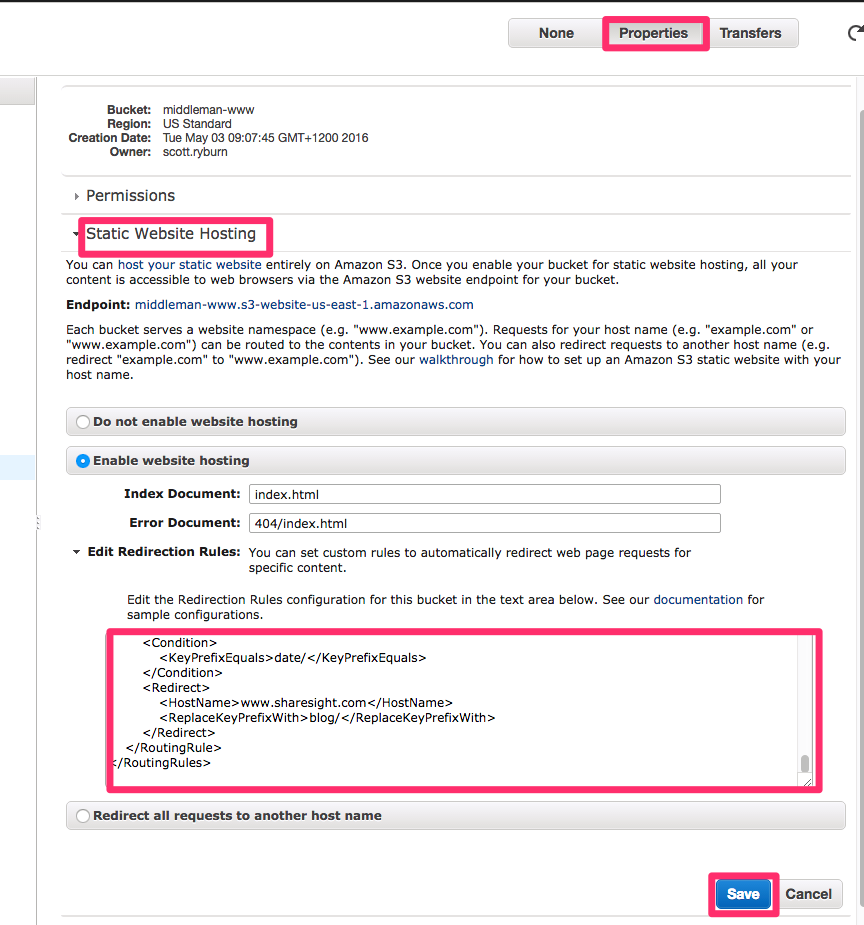 None Properties Transfers
Bucket: middleman-www
Region: US Standard
Creation Date: Tue May 03 09:07:45 GMT+1200 2016
Owner: scott.ryburn
Permissions
Static Website Hosting
You can host your static website entirely on Amazon S3. Once you enable your bucket for static website hosting, all your
content is accessible to web browsers via the Amazon S3 website endpoint for your bucket.
Endpoint: middleman-www.s3-website-us-east-1.amazonaws.com
Each bucket serves a website namespace (e.g. "www.example.com"). Requests for your host name (e.g. "example.com" or
"www.example.com") can be routed to the contents in your bucket. You can also redirect requests to another host name (e.g.
redirect "example.com" to "www.example.com"). See our walkthrough for how to set up an Amazon S3 static website with your
host name.
Do not enable website hosting
Enable website hosting
Index Document: index.html
Error Document: 404/index.html
Edit Redirection Rules: You can set custom rules to automatically redirect web page requests for
specific content.
Edit the Redirection Rules configuration for this bucket in the text area below. See our documentation for
sample configurations.
<Condition>
<KeyPrefixEquals>date/</KeyPrefixEquals>
</Condition>
<Redirect>
<HostName>www.sharesight.com</HostName>
<ReplaceKeyPrefixWith>blog/</ReplaceKeyPrefixWith>
</Redirect>
</RoutingRule>
</RoutingRules>
Redirect all requests to another host name
Save Cancel